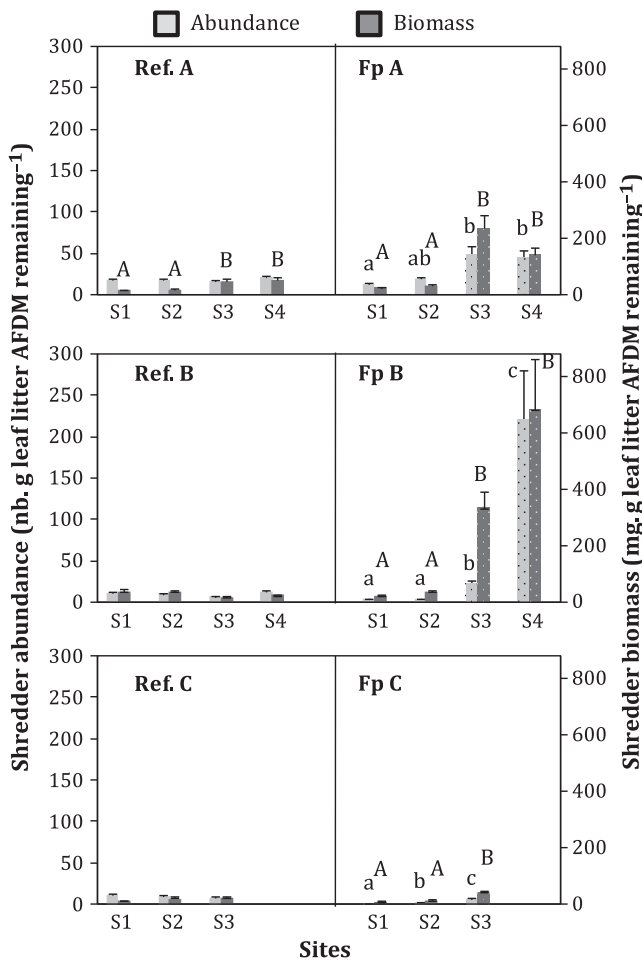 Abundance Biomass
Shredder abundance (nb. g leaf litter AFDM remaining⁻¹)
Shredder biomass (mg. g leaf litter AFDM remaining⁻¹)
Ref. A Fp A
300
250
200
150
100
50
0
800
600
400
200
0
A A B B
a A ab A b B b B
S1 S2 S3 S4 S1 S2 S3 S4
Ref. B Fp B
300
250
200
150
100
50
0
800
600
400
200
0
a A a A b B c B
S1 S2 S3 S4 S1 S2 S3 S4
Ref. C Fp C
300
250
200
150
100
50
0
800
600
400
200
0
a A b A c B
S1 S2 S3 S1 S2 S3
Sites